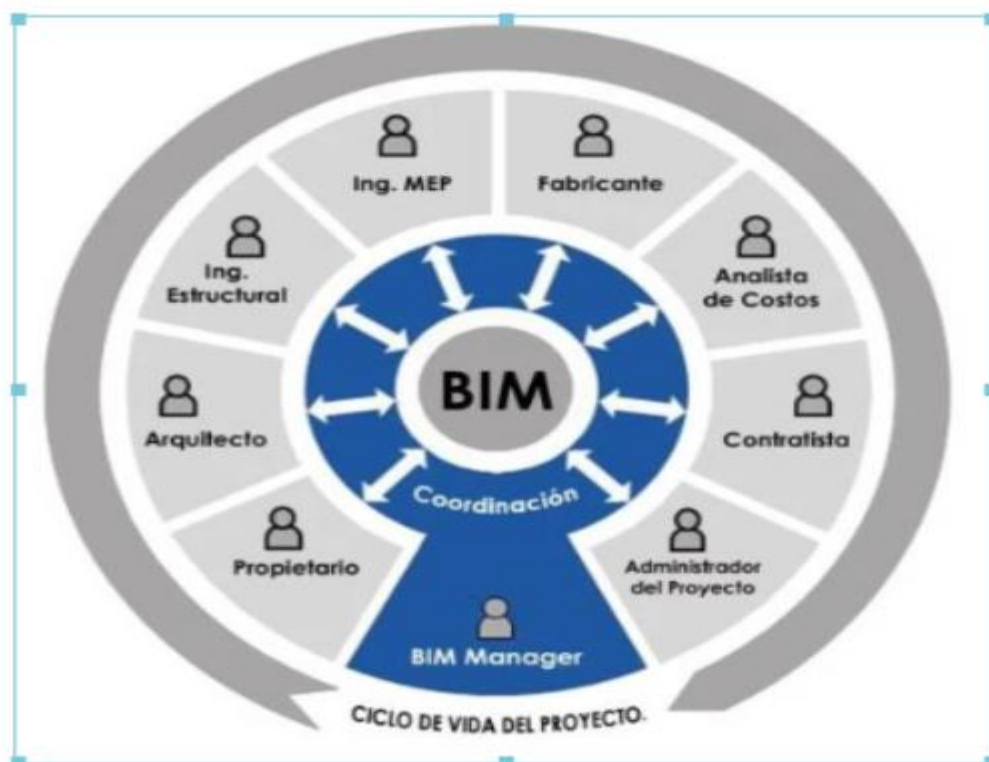 Ing. MEP
Fabricante
Ing.
Estructural
Analista
de Costos
BIM
Arquitecto
Contratista
Coordinación
Propietario
Administrador
del Proyecto
BIM Manager
CICLO DE VIDA DEL PROYECTO.